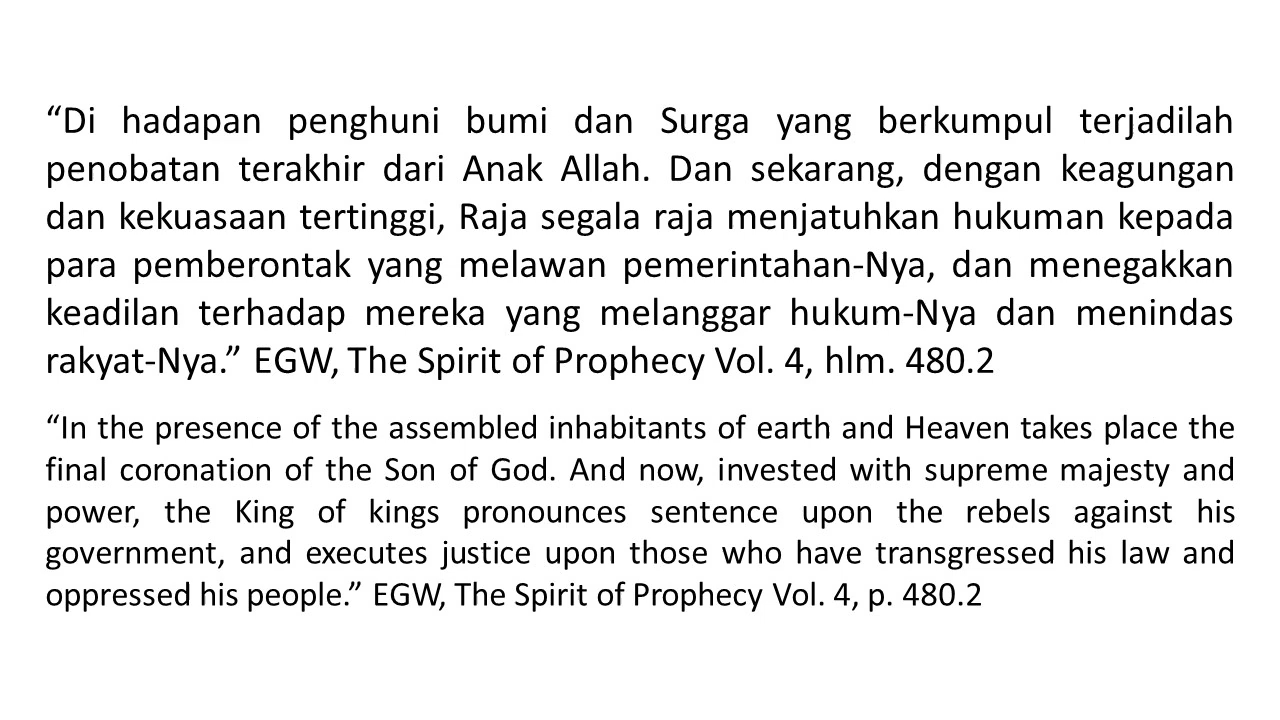 “Di hadapan penghuni bumi dan Surga yang berkumpul terjadilah
penobatan terakhir dari Anak Allah. Dan sekarang, dengan keagungan
dan kekuasaan tertinggi, Raja segala raja menjatuhkan hukuman kepada
para pemberontak yang melawan pemerintahan-Nya, dan menegakkan
keadilan terhadap mereka yang melanggar hukum-Nya dan menindas
rakyat-Nya.” EGW, The Spirit of Prophecy Vol. 4, hlm. 480.2
“In the presence of the assembled inhabitants of earth and Heaven takes place the
final coronation of the Son of God. And now, invested with supreme majesty and
power, the King of kings pronounces sentence upon the rebels against his
government, and executes justice upon those who have transgressed his law and
oppressed his people.” EGW, The Spirit of Prophecy Vol. 4, p. 480.2